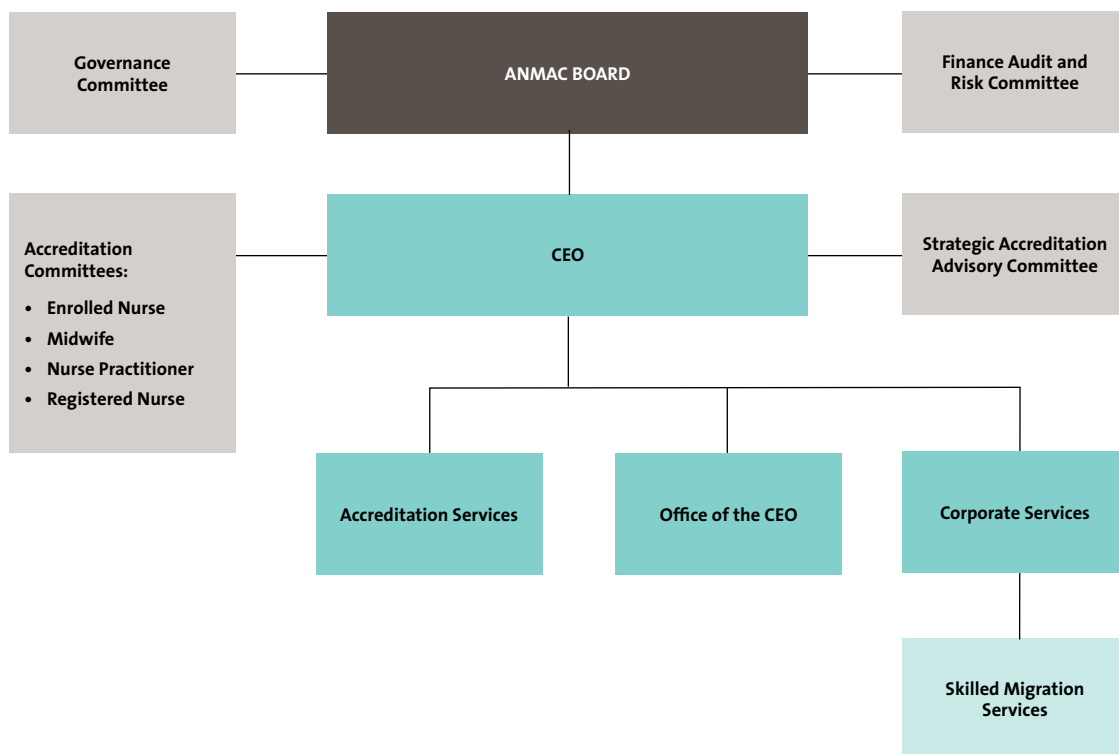 Governance
Committee
ANMAC BOARD
Finance Audit and
Risk Committee
Accreditation
Committees:
• Enrolled Nurse
• Midwife
• Nurse Practitioner
• Registered Nurse
CEO
Strategic Accreditation
Advisory Committee
Accreditation Services
Office of the CEO
Corporate Services
Skilled Migration
Services